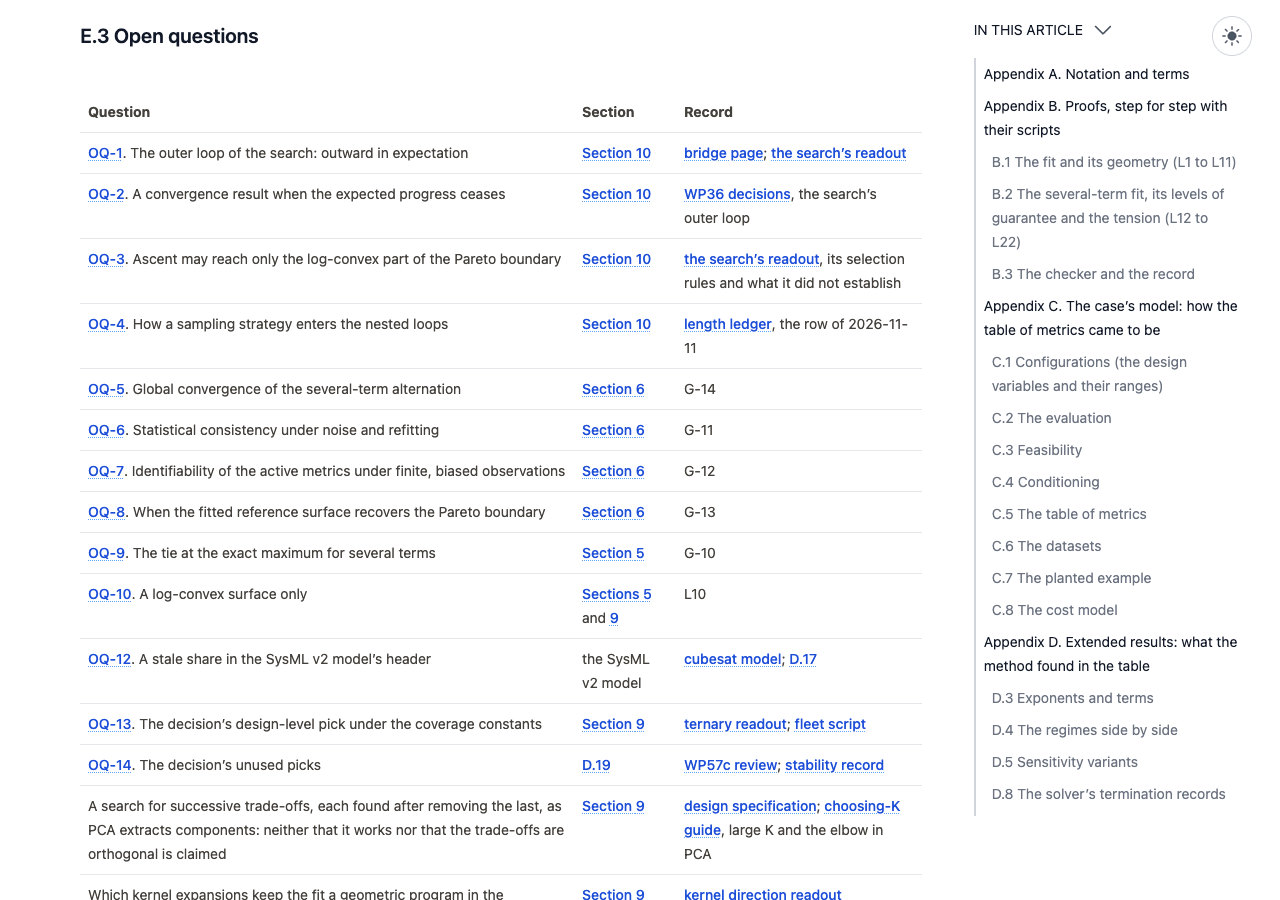 E.3 Open questions
IN THIS ARTICLE
Question Section Record
OQ-1. The outer loop of the search: outward in expectation Section 10 bridge page; the search's readout
OQ-2. A convergence result when the expected progress ceases Section 10 WP36 decisions, the search's
outer loop
OQ-3. Ascent may reach only the log-convex part of the Pareto boundary Section 10 the search's readout, its selection
rules and what it did not establish
OQ-4. How a sampling strategy enters the nested loops Section 10 length ledger, the row of 2026-11-
11
OQ-5. Global convergence of the several-term alternation Section 6 G-14
OQ-6. Statistical consistency under noise and refitting Section 6 G-11
OQ-7. Identifiability of the active metrics under finite, biased observations Section 6 G-12
OQ-8. When the fitted reference surface recovers the Pareto boundary Section 6 G-13
OQ-9. The tie at the exact maximum for several terms Section 5 G-10
OQ-10. A log-convex surface only Sections 5 L10
and 9
OQ-12. A stale share in the SysML v2 model's header the SysML cubesat model; D.17
v2 model
OQ-13. The decision's design-level pick under the coverage constants Section 9 ternary readout; fleet script
OQ-14. The decision's unused picks D.19 WP57c review; stability record
A search for successive trade-offs, each found after removing the last, as Section 9 design specification; choosing-K
PCA extracts components: neither that it works nor that the trade-offs are guide, large K and the elbow in
orthogonal is claimed PCA
Which kernel expansions keep the fit a geometric program in the Section 9 kernel direction readout
Appendix A. Notation and terms
Appendix B. Proofs, step for step with
their scripts
B.1 The fit and its geometry (L1 to L11)
B.2 The several-term fit, its levels of
guarantee and the tension (L12 to
L22)
B.3 The checker and the record
Appendix C. The case's model: how the
table of metrics came to be
C.1 Configurations (the design
variables and their ranges)
C.2 The evaluation
C.3 Feasibility
C.4 Conditioning
C.5 The table of metrics
C.6 The datasets
C.7 The planted example
C.8 The cost model
Appendix D. Extended results: what the
method found in the table
D.3 Exponents and terms
D.4 The regimes side by side
D.5 Sensitivity variants
D.8 The solver's termination records